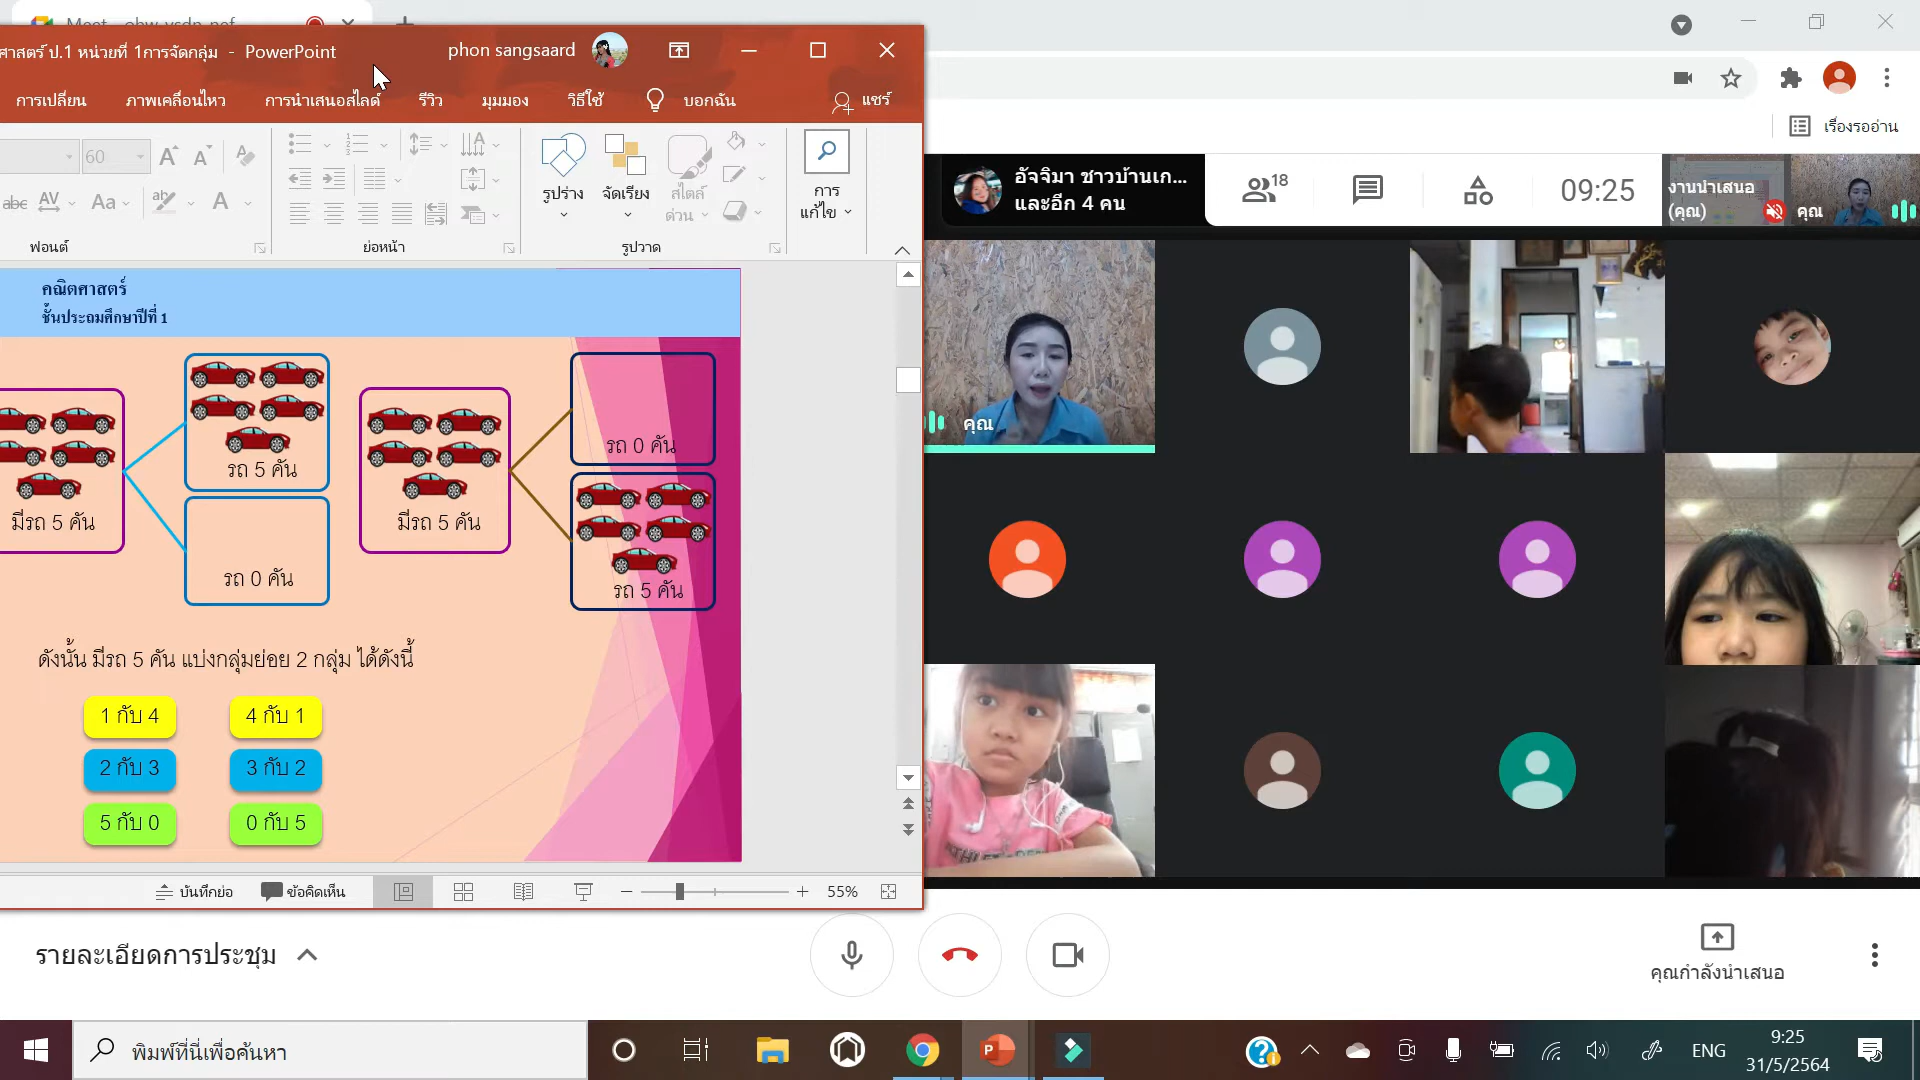 ศาสตร์ ป.1 หน่วยที่ 1การจัดกลุ่ม - PowerPoint
phon sangsaard
การเปลี่ยน
ภาพเคลื่อนไหว
การนำเสนอสไลด์
รีวิว
มุมมอง
วิธีใช้
บอกฉัน
แชร์
60
abc
AV
Aa
A
รูปร่าง
จัดเรียง
สไตล์
ด่วน
การ
แก้ไข
ฟอนต์
ย่อหน้า
รูปวาด
เรื่องรออ่าน
อัจจิมา ชาวบ้านเก...
และอีก 4 คน
18
09:25
งานนำเสนอ
(คุณ)
คุณ
คุณ
คณิตศาสตร์
ชั้นประถมศึกษาปีที่ 1
มีรถ 5 คัน
รถ 5 คัน
รถ 0 คัน
มีรถ 5 คัน
รถ 0 คัน
รถ 5 คัน
ดังนั้น มีรถ 5 คัน แบ่งกลุ่มย่อย 2 กลุ่ม ได้ดังนี้
1 กับ 4
4 กับ 1
2 กับ 3
3 กับ 2
5 กับ 0
0 กับ 5
บันทึกย่อ
ข้อคิดเห็น
55%
รายละเอียดการประชุม
คุณกำลังนำเสนอ
พิมพ์ที่นี่เพื่อค้นหา
ENG
9:25
31/5/2564